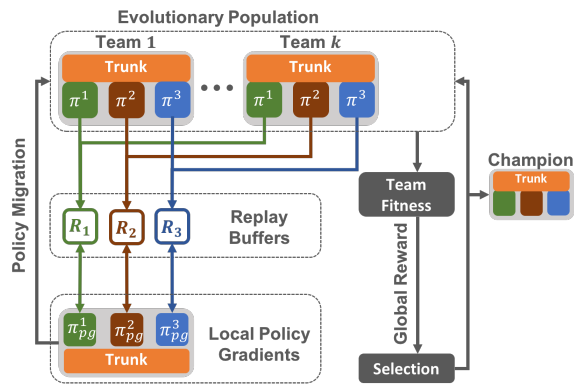 Evolutionary Population
Team 1
Team k
Trunk
Trunk
π¹ π² π³
• • •
π¹ π² π³
Policy Migration
Champion
Trunk
Team
Fitness
R₁ R₂ R₃
Replay
Buffers
Global Reward
π¹pg π²pg π³pg
Trunk
Local Policy
Gradients
Selection